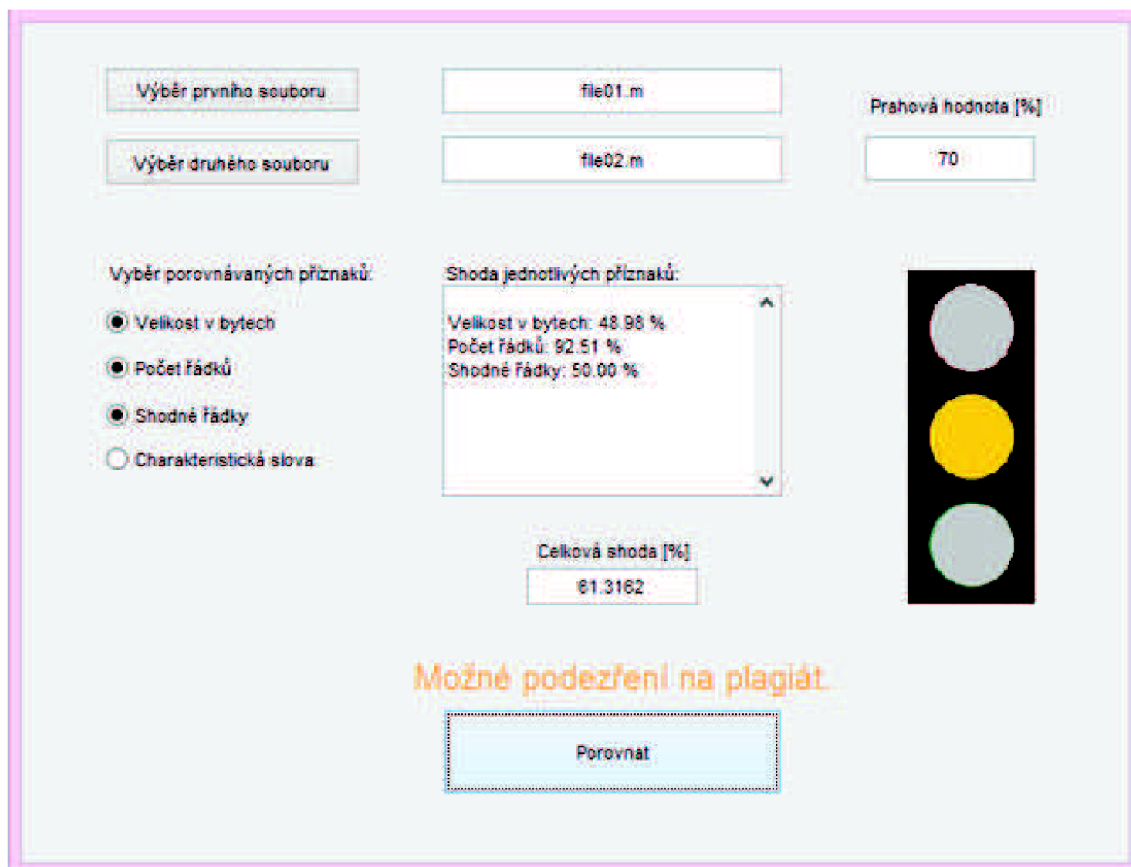 Výběr prvního souboru
file01.m
Prahová hodnota [%]
Výběr druhého souboru
file02.m
70
Vyběr porovnávaných příznaků:
Shoda jednotlivých příznaků:
Velikost v bytech
Počet řádků
Shodné řádky
Charakteristická slova
Velikost v bytech: 48.98 %
Počet řádků: 92.51 %
Shodné řádky: 50.00 %
Celková shoda [%]
61.3162
Možné podezření na plagiát.
Porovnat